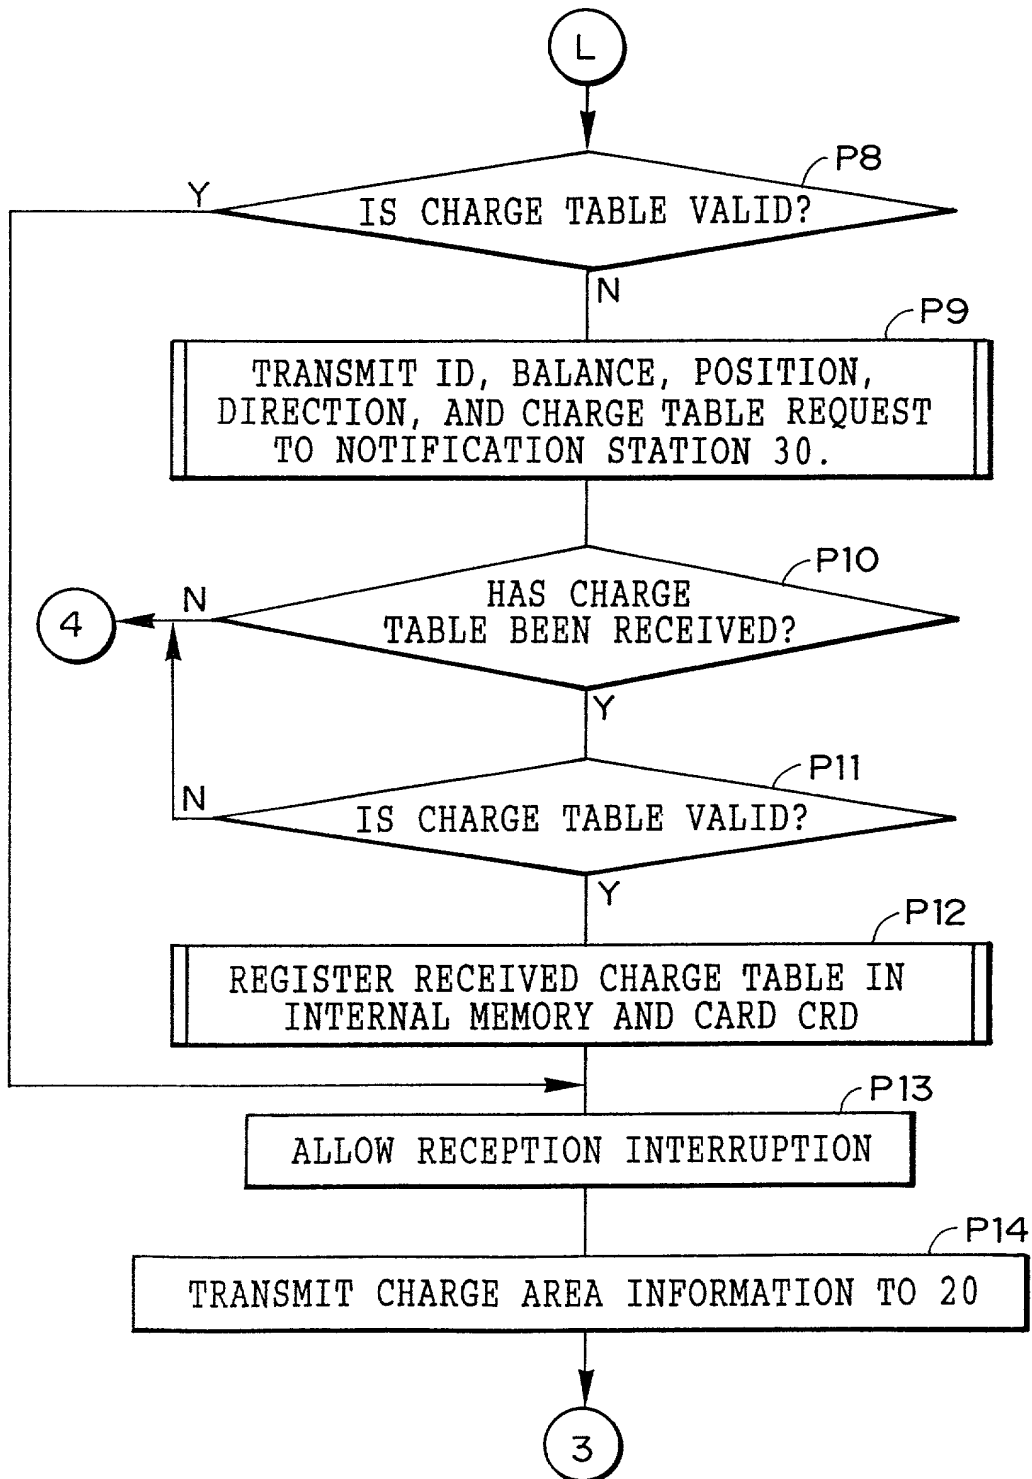 L
P8
Y
IS CHARGE TABLE VALID?
N
P9
TRANSMIT ID, BALANCE, POSITION,
DIRECTION, AND CHARGE TABLE REQUEST
TO NOTIFICATION STATION 30.
P10
N
4
HAS CHARGE
TABLE BEEN RECEIVED?
Y
P11
N
IS CHARGE TABLE VALID?
Y
P12
REGISTER RECEIVED CHARGE TABLE IN
INTERNAL MEMORY AND CARD CRD
P13
ALLOW RECEPTION INTERRUPTION
P14
TRANSMIT CHARGE AREA INFORMATION TO 20
3